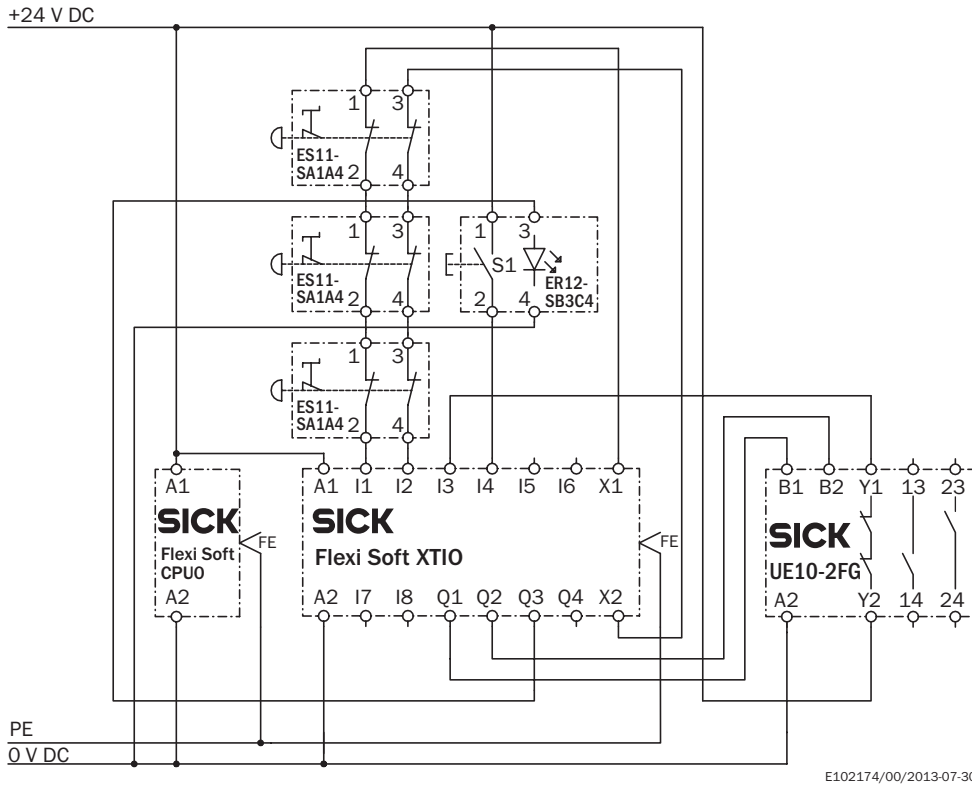 +24 V DC
1 3
ES11-
SA1A4 2 4
1 3
ES11-
SA1A4 2 4
1 3
S1
ER12-
SB3C4
2 4
1 3
ES11-
SA1A4 2 4
A1
SICK
Flexi Soft
CPU0
FE
A2
A1 I1 I2 I3 I4 I5 I6 X1
SICK
Flexi Soft XTIO
FE
A2 I7 I8 Q1 Q2 Q3 Q4 X2
B1 B2 Y1 13 23
SICK
UE10-2FG
A2 Y2 14 24
PE
0 V DC
E102174/00/2013-07-30